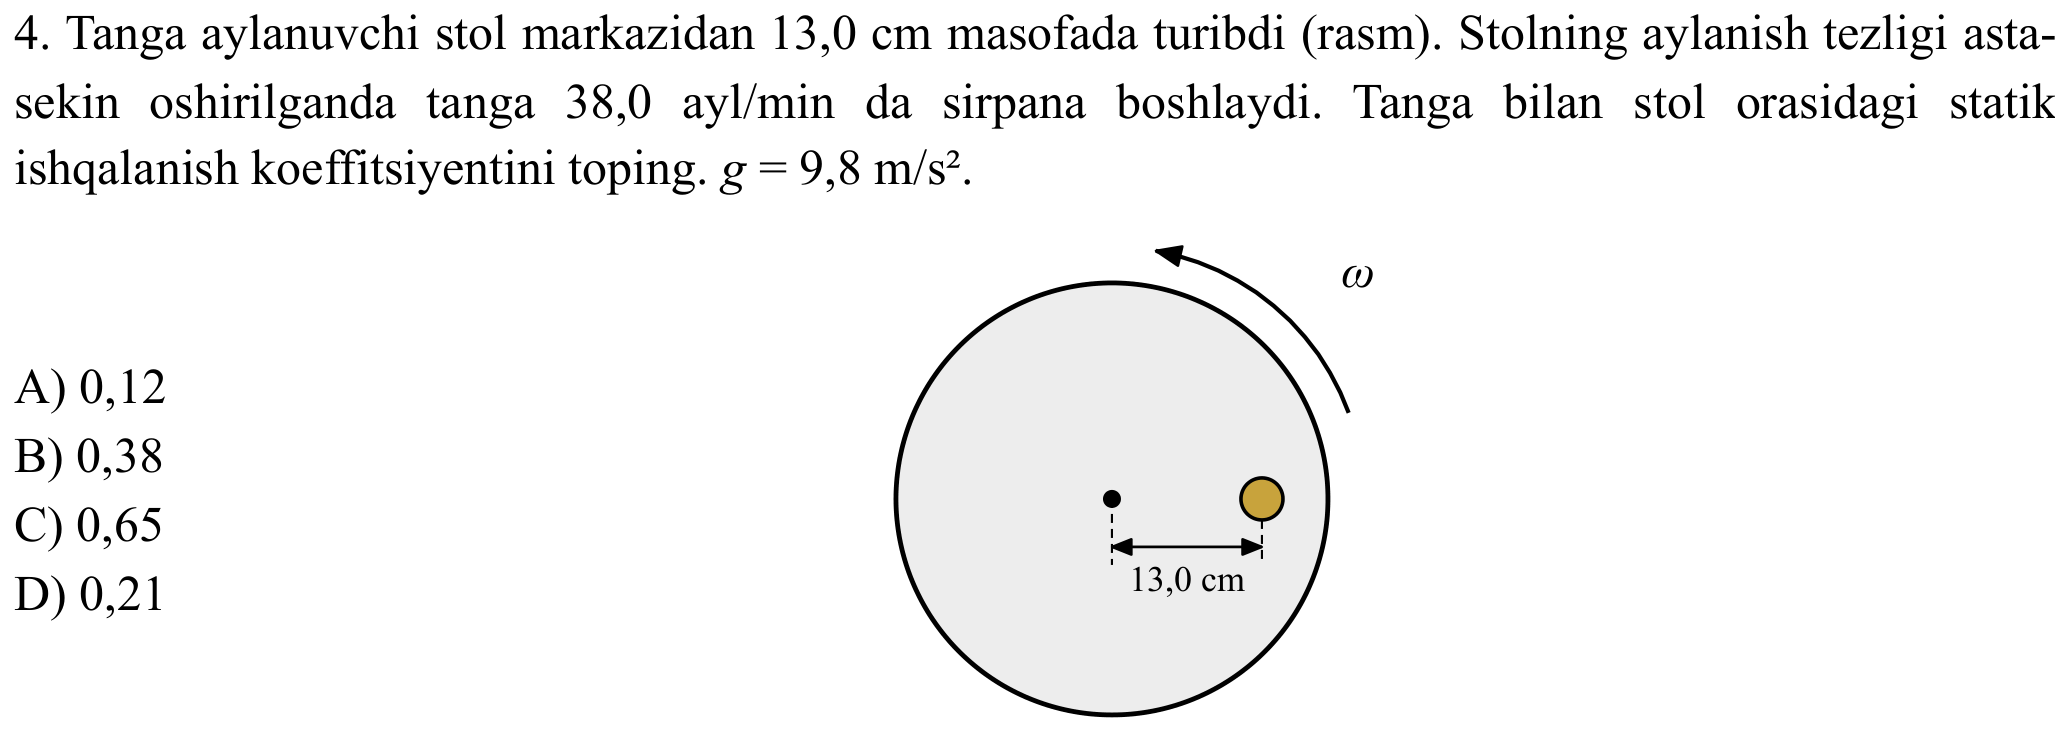 4. Tanga aylanuvchi stol markazidan 13,0 cm masofada turibdi (rasm). Stolning aylanish tezligi asta-
sekin oshirilganda tanga 38,0 ayl/min da sirpana boshlaydi. Tanga bilan stol orasidagi statik
ishqalanish koeffitsiyentini toping. g = 9,8 m/s².
ω
A) 0,12
B) 0,38
C) 0,65
D) 0,21
13,0 cm